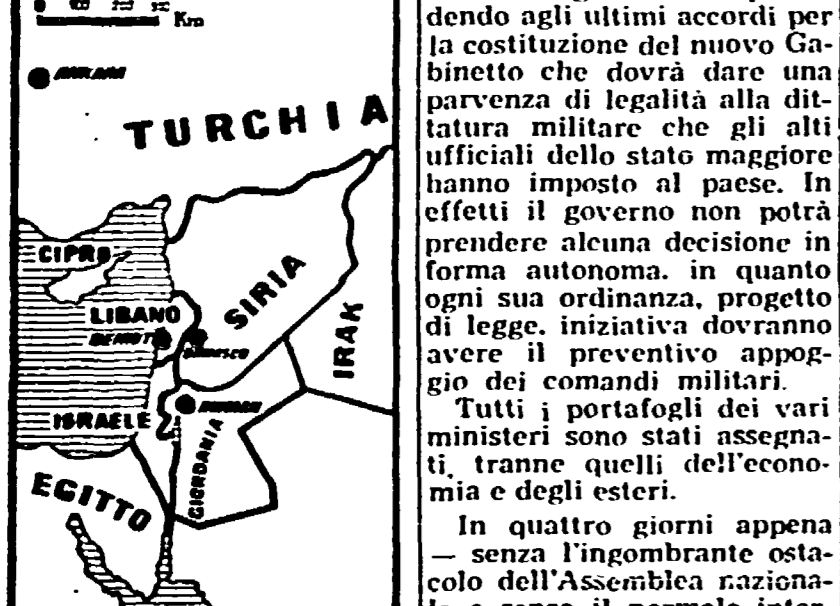 Km
ANKARA
TURCHIA
CIPRO
LIBANO
BEIRUT
SIRIA
DAMASCO
IRAK
ISRAELE
AMMAN
GIORDANIA
EGITTO
dendo agli ultimi accordi per
la costituzione del nuovo Ga-
binetto che dovrà dare una
parvenza di legalità alla dit-
tatura militare che gli alti
ufficiali dello stato maggiore
hanno imposto al paese. In
effetti il governo non potrà
prendere alcuna decisione in
forma autonoma. in quanto
ogni sua ordinanza, progetto
di legge. iniziativa dovranno
avere il preventivo appog-
gio dei comandi militari.
Tutti i portafogli dei vari
ministeri sono stati assegna-
ti, tranne quelli dell'econo-
mia e degli esteri.
In quattro giorni appena
— senza l'ingombrante osta-
colo dell'Assemblea naziona-